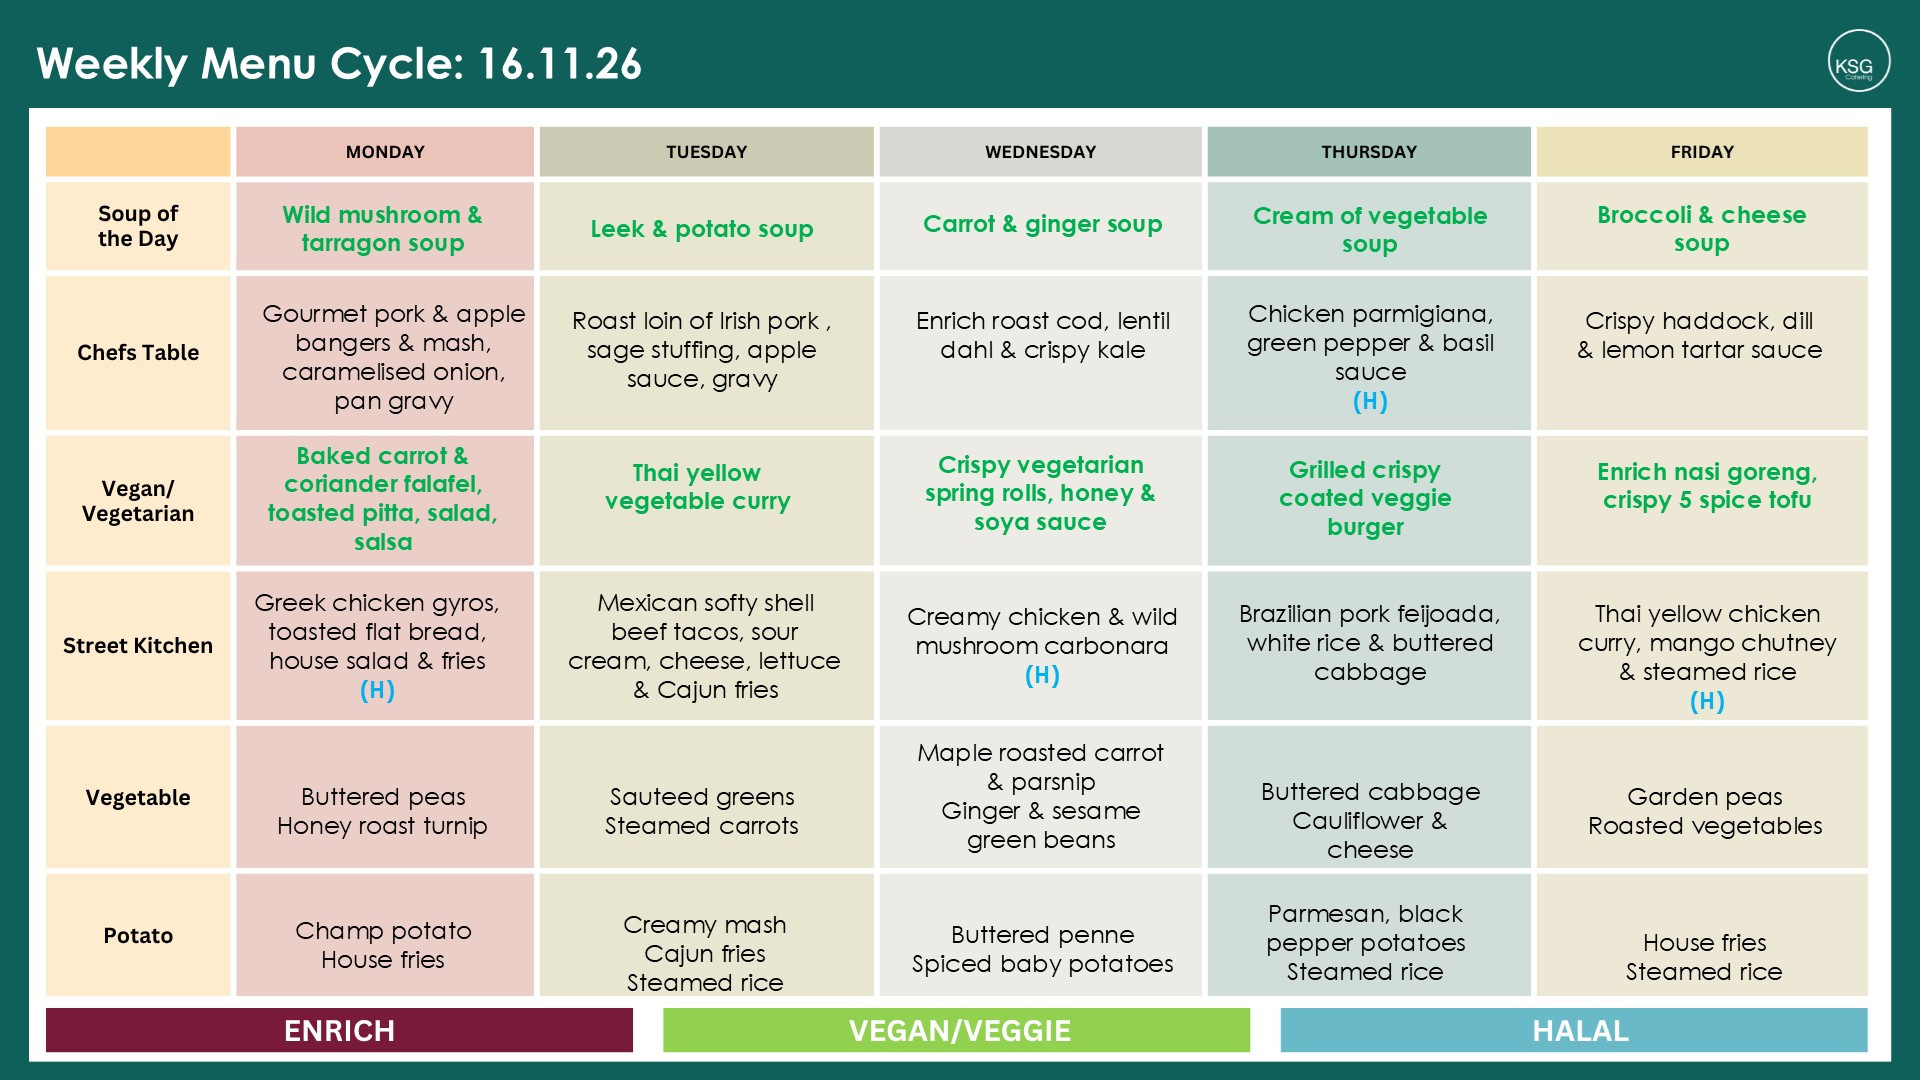 Weekly Menu Cycle: 16.11.26
KSG
Catering
MONDAY
TUESDAY
WEDNESDAY
THURSDAY
FRIDAY
Soup of
the Day
Wild mushroom &
tarragon soup
Leek & potato soup
Carrot & ginger soup
Cream of vegetable
soup
Broccoli & cheese
soup
Chefs Table
Gourmet pork & apple
bangers & mash,
caramelised onion,
pan gravy
Roast loin of Irish pork ,
sage stuffing, apple
sauce, gravy
Enrich roast cod, lentil
dahl & crispy kale
Chicken parmigiana,
green pepper & basil
sauce
(H)
Crispy haddock, dill
& lemon tartar sauce
Vegan/
Vegetarian
Baked carrot &
coriander falafel,
toasted pitta, salad,
salsa
Thai yellow
vegetable curry
Crispy vegetarian
spring rolls, honey &
soya sauce
Grilled crispy
coated veggie
burger
Enrich nasi goreng,
crispy 5 spice tofu
Street Kitchen
Greek chicken gyros,
toasted flat bread,
house salad & fries
(H)
Mexican softy shell
beef tacos, sour
cream, cheese, lettuce
& Cajun fries
Creamy chicken & wild
mushroom carbonara
(H)
Brazilian pork feijoada,
white rice & buttered
cabbage
Thai yellow chicken
curry, mango chutney
& steamed rice
(H)
Vegetable
Buttered peas
Honey roast turnip
Sauteed greens
Steamed carrots
Maple roasted carrot
& parsnip
Ginger & sesame
green beans
Buttered cabbage
Cauliflower &
cheese
Garden peas
Roasted vegetables
Potato
Champ potato
House fries
Creamy mash
Cajun fries
Steamed rice
Buttered penne
Spiced baby potatoes
Parmesan, black
pepper potatoes
Steamed rice
House fries
Steamed rice
ENRICH
VEGAN/VEGGIE
HALAL